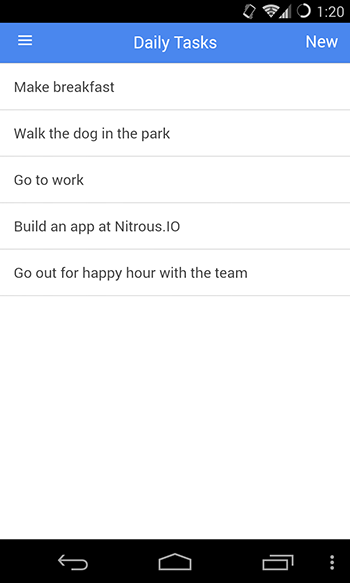 1:20
Daily Tasks New
Make breakfast
Walk the dog in the park
Go to work
Build an app at Nitrous.IO
Go out for happy hour with the team